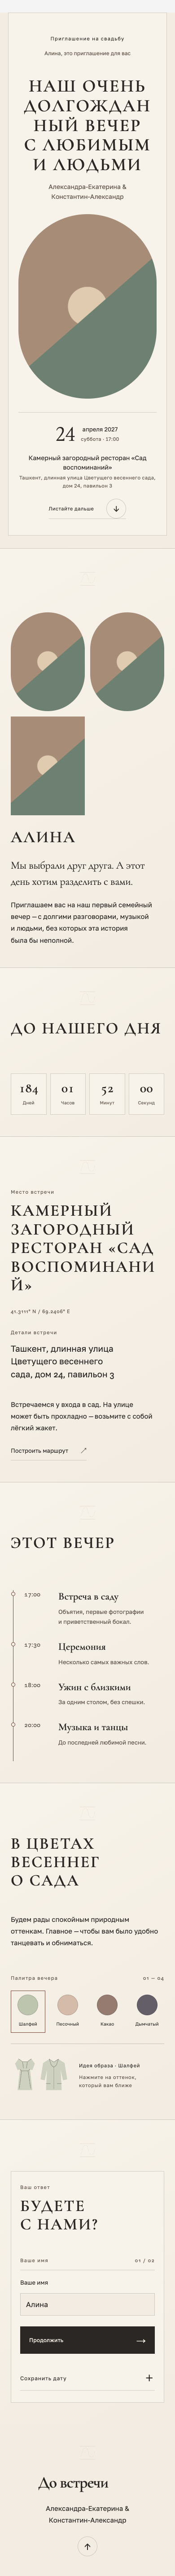 Приглашение на свадьбу
Алина, это приглашение для вас
НАШ ОЧЕНЬ
ДОЛГОЖДАН
НЫЙ ВЕЧЕР
С ЛЮБИМЫМ
И ЛЮДЬМИ
Александра-Екатерина &
Константин-Александр
24 апреля 2027
суббота · 17:00
Камерный загородный ресторан «Сад
воспоминаний»
Ташкент, длинная улица Цветущего весеннего сада,
дом 24, павильон 3
Листайте дальше ↓
АЛИНА
Мы выбрали друг друга. А этот
день хотим разделить с вами.
Приглашаем вас на наш первый семейный
вечер — с долгими разговорами, музыкой
и людьми, без которых эта история
была бы неполной.
ДО НАШЕГО ДНЯ
184 01 52 00
Дней Часов Минут Секунд
Место встречи
КАМЕРНЫЙ
ЗАГОРОДНЫЙ
РЕСТОРАН «САД
ВОСПОМИНАНИ
Й»
41.3111° N / 69.2406° E
Детали встречи
Ташкент, длинная улица
Цветущего весеннего
сада, дом 24, павильон 3
Встречаемся у входа в сад. На улице
может быть прохладно — возьмите с собой
лёгкий жакет.
Построить маршрут ↗
ЭТОТ ВЕЧЕР
17:00 Встреча в саду
Объятия, первые фотографии
и приветственный бокал.
17:30 Церемония
Несколько самых важных слов.
18:00 Ужин с близкими
За одним столом, без спешки.
20:00 Музыка и танцы
До последней любимой песни.
В ЦВЕТАХ
ВЕСЕННЕГ
О САДА
Будем рады спокойным природным
оттенкам. Главное — чтобы вам было удобно
танцевать и обниматься.
Палитра вечера 01 — 04
Шалфей Песочный Какао Дымчатый
Идея образа · Шалфей
Нажмите на оттенок,
который вам ближе
Ваш ответ
БУДЕТЕ
С НАМИ?
Ваше имя 01 / 02
Ваше имя
Алина
Продолжить →
Сохранить дату +
До встречи
Александра-Екатерина &
Константин-Александр
↑